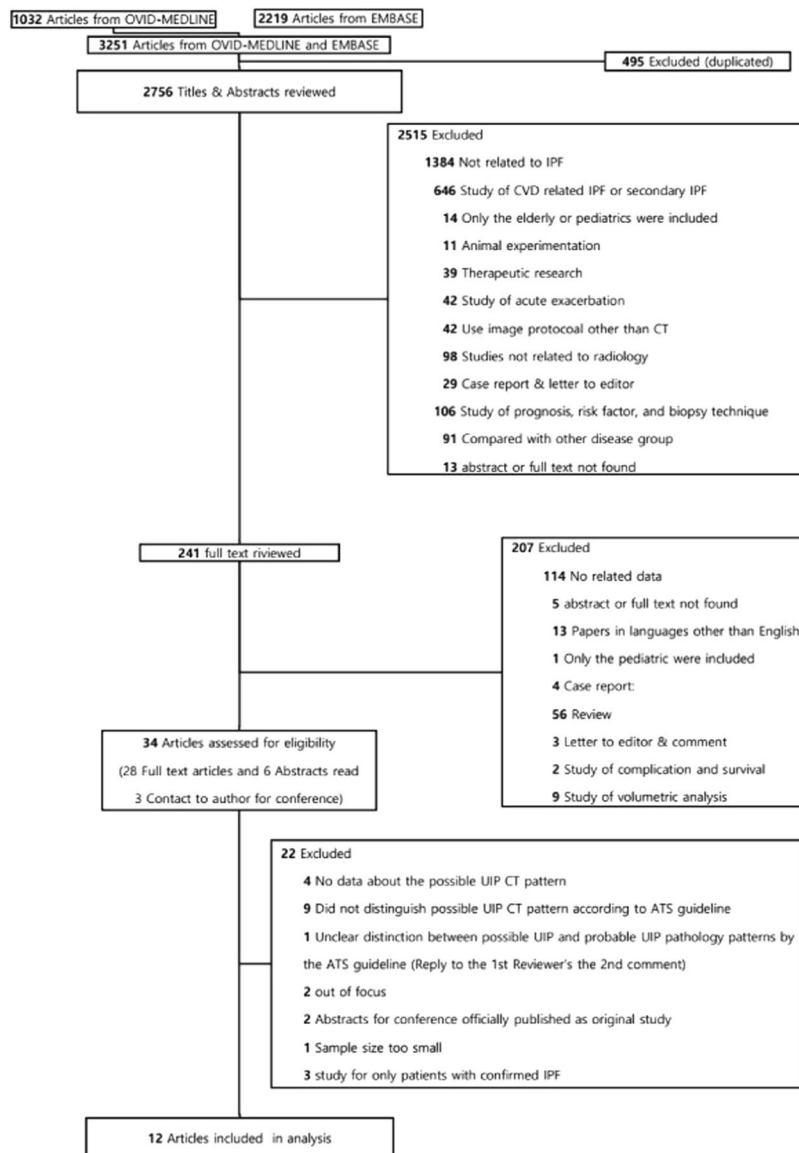 1032 Articles from OVID-MEDLINE
2219 Articles from EMBASE
3251 Articles from OVID-MEDLINE and EMBASE
495 Excluded (duplicated)
2756 Titles & Abstracts reviewed
2515 Excluded
1384 Not related to IPF
646 Study of CVD related IPF or secondary IPF
14 Only the elderly or pediatrics were included
11 Animal experimentation
39 Therapeutic research
42 Study of acute exacerbation
42 Use image protocoal other than CT
98 Studies not related to radiology
29 Case report & letter to editor
106 Study of prognosis, risk factor, and biopsy technique
91 Compared with other disease group
13 abstract or full text not found
241 full text riviewed
207 Excluded
114 No related data
5 abstract or full text not found
13 Papers in languages other than English
1 Only the pediatric were included
4 Case report:
56 Review
3 Letter to editor & comment
2 Study of complication and survival
9 Study of volumetric analysis
34 Articles assessed for eligibility
(28 Full text articles and 6 Abstracts read
3 Contact to author for conference)
22 Excluded
4 No data about the possible UIP CT pattern
9 Did not distinguish possible UIP CT pattern according to ATS guideline
1 Unclear distinction between possible UIP and probable UIP pathology patterns by
the ATS guideline (Reply to the 1st Reviewer's the 2nd comment)
2 out of focus
2 Abstracts for conference officially published as original study
1 Sample size too small
3 study for only patients with confirmed IPF
12 Articles included in analysis